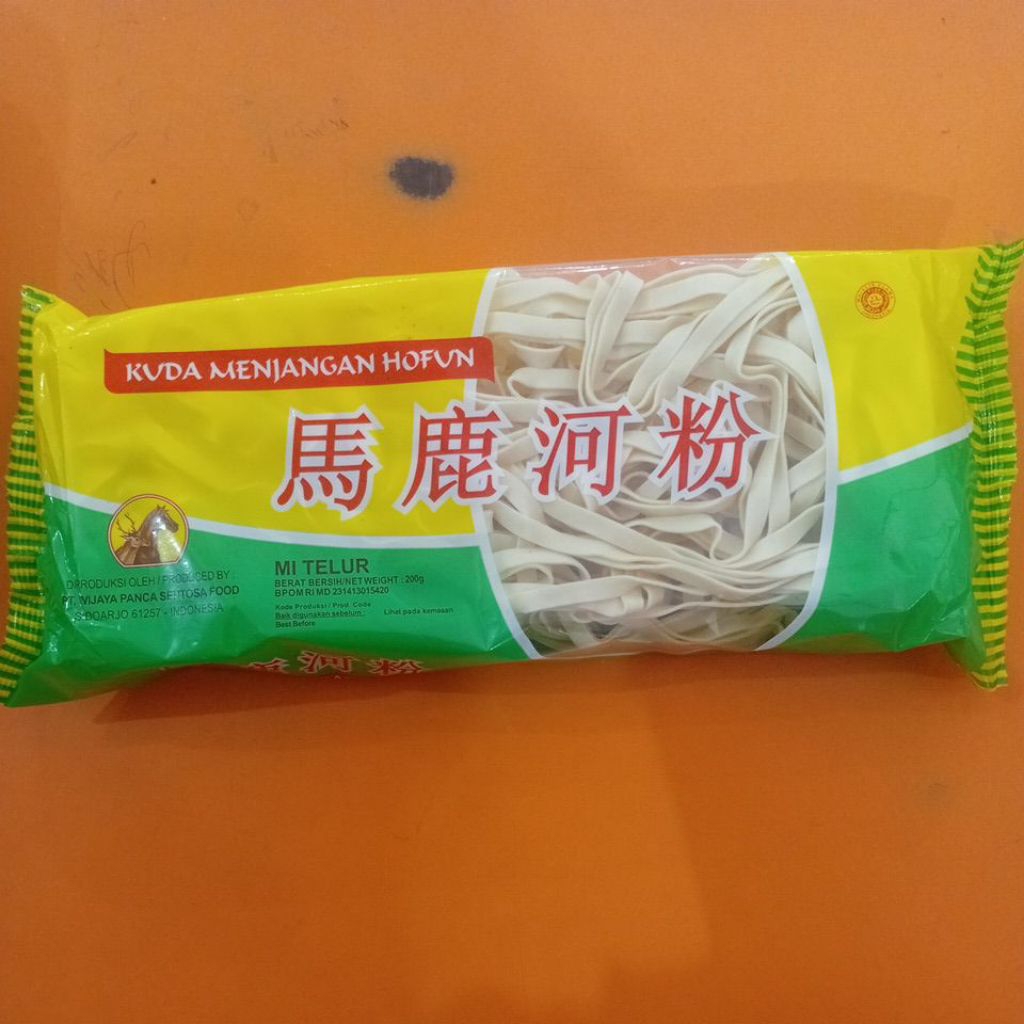 KUDA MENJANGAN HOFUN
馬鹿河粉
DIPRODUKSI OLEH / PRODUCED BY :
PT. WIJAYA PANCA SENTOSA FOOD
SIDOARJO 61257 - INDONESIA
MI TELUR
BERAT BERSIH/NET WEIGHT : 200g
BPOM RI MD 231413015420
Kode Produksi / Prod. Code
Baik digunakan sebelum : Lihat pada kemasan
Best Before
河粉